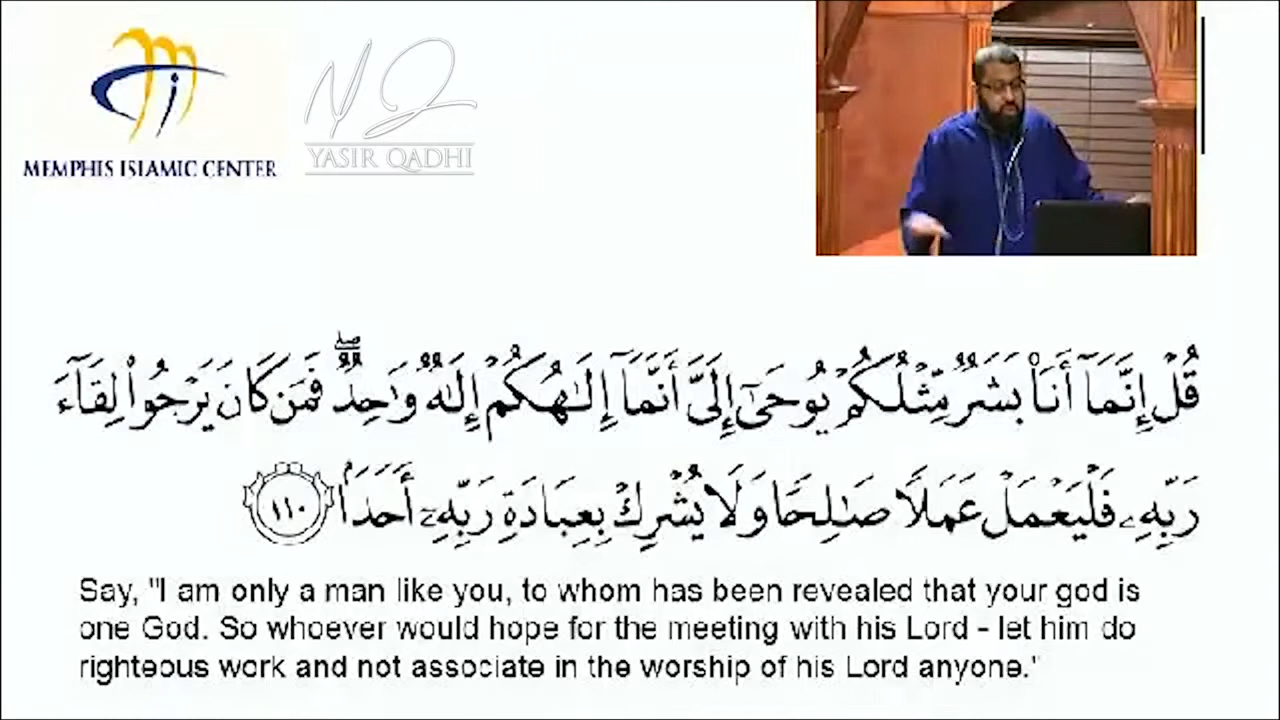 MEMPHIS ISLAMIC CENTER
YASIR QADHI
قُلْ إِنَّمَآ أَنَا۠ بَشَرٌ مِّثْلُكُمْ يُوحَىٰٓ إِلَىَّ أَنَّمَآ إِلَـٰهُكُمْ إِلَـٰهٌ وَٰحِدٌ ۖ فَمَن كَانَ يَرْجُوا۟ لِقَآءَ
رَبِّهِۦ فَلْيَعْمَلْ عَمَلًا صَـٰلِحًا وَلَا يُشْرِكْ بِعِبَادَةِ رَبِّهِۦٓ أَحَدًۢا ١١٠
Say, "I am only a man like you, to whom has been revealed that your god is
one God. So whoever would hope for the meeting with his Lord - let him do
righteous work and not associate in the worship of his Lord anyone."